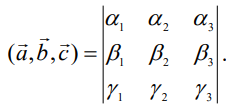 (a⃗, b⃗, c⃗) = |α₁ α₂ α₃|
|β₁ β₂ β₃|
|γ₁ γ₂ γ₃|.